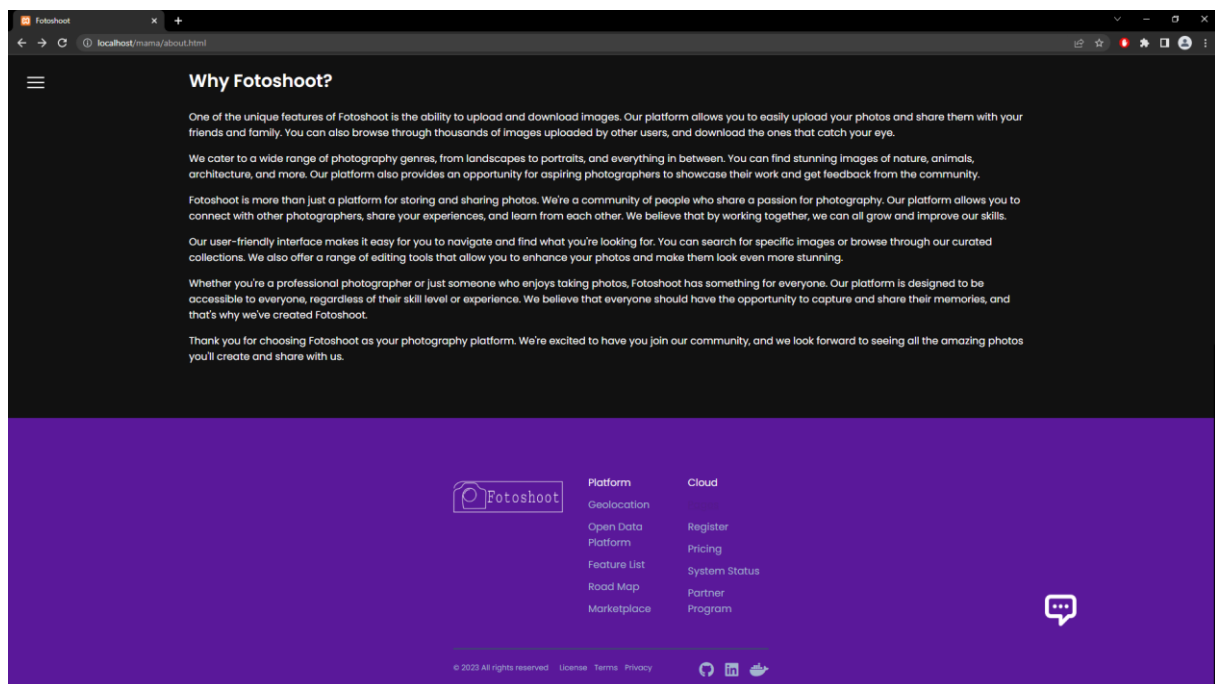 Fotoshoot
localhost/mama/about.html
Why Fotoshoot?
One of the unique features of Fotoshoot is the ability to upload and download images. Our platform allows you to easily upload your photos and share them with your
friends and family. You can also browse through thousands of images uploaded by other users, and download the ones that catch your eye.
We cater to a wide range of photography genres, from landscapes to portraits, and everything in between. You can find stunning images of nature, animals,
architecture, and more. Our platform also provides an opportunity for aspiring photographers to showcase their work and get feedback from the community.
Fotoshoot is more than just a platform for storing and sharing photos. We're a community of people who share a passion for photography. Our platform allows you to
connect with other photographers, share your experiences, and learn from each other. We believe that by working together, we can all grow and improve our skills.
Our user-friendly interface makes it easy for you to navigate and find what you're looking for. You can search for specific images or browse through our curated
collections. We also offer a range of editing tools that allow you to enhance your photos and make them look even more stunning.
Whether you're a professional photographer or just someone who enjoys taking photos, Fotoshoot has something for everyone. Our platform is designed to be
accessible to everyone, regardless of their skill level or experience. We believe that everyone should have the opportunity to capture and share their memories, and
that's why we've created Fotoshoot.
Thank you for choosing Fotoshoot as your photography platform. We're excited to have you join our community, and we look forward to seeing all the amazing photos
you'll create and share with us.
Fotoshoot
Platform
Geolocation
Open Data
Platform
Feature List
Road Map
Marketplace
Cloud
Register
Pricing
System Status
Partner
Program
© 2023 All rights reserved License Terms Privacy